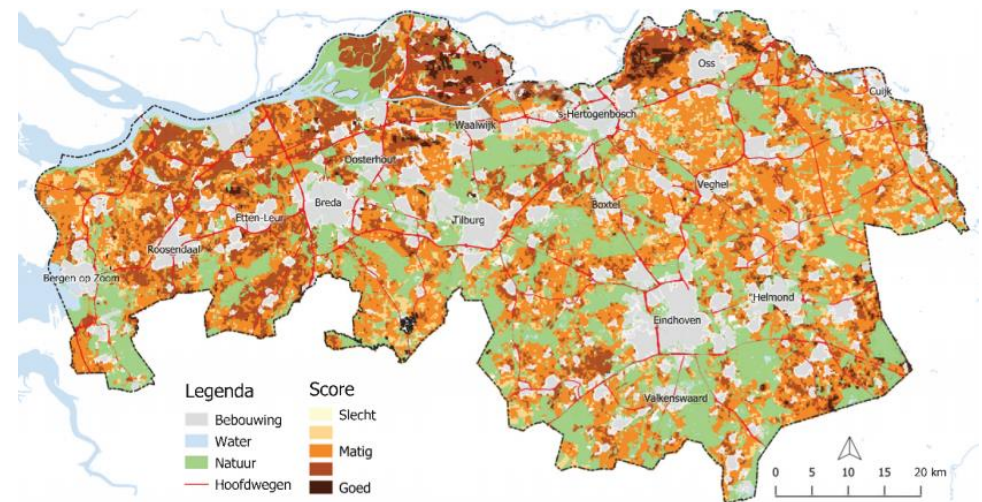 Oss
Cuijk
's-Hertogenbosch
Waalwijk
Oosterhout
Veghel
Breda
Boxtel
Etten-Leur
Tilburg
Roosendaal
Bergen op Zoom
Helmond
Eindhoven
Valkenswaard
Legenda
Bebouwing
Water
Natuur
Hoofdwegen
Score
Slecht
Matig
Goed
0 5 10 15 20 km